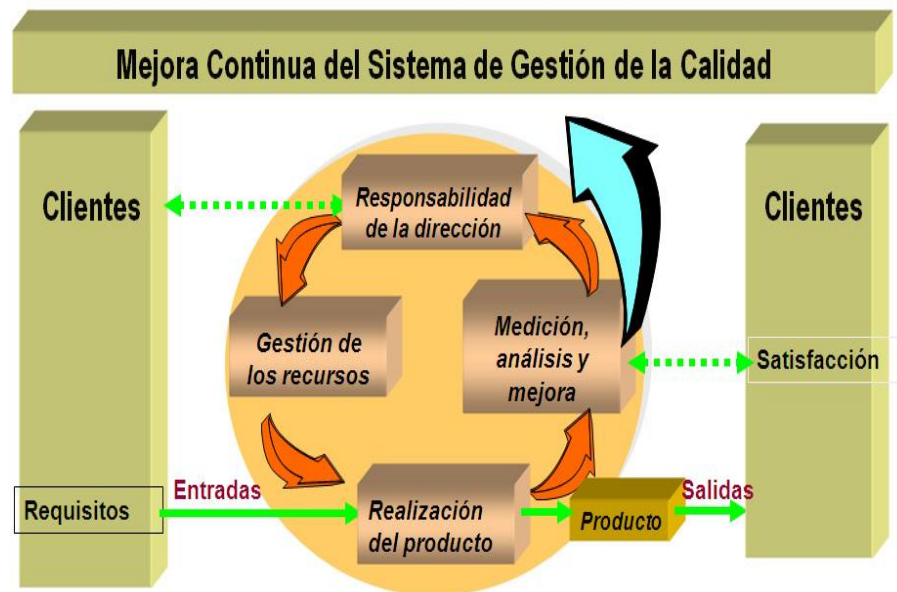 Mejora Continua del Sistema de Gestión de la Calidad
Clientes
Responsabilidad
de la dirección
Clientes
Gestión de
los recursos
Medición,
análisis y
mejora
Satisfacción
Requisitos
Entradas
Realización
del producto
Producto
Salidas